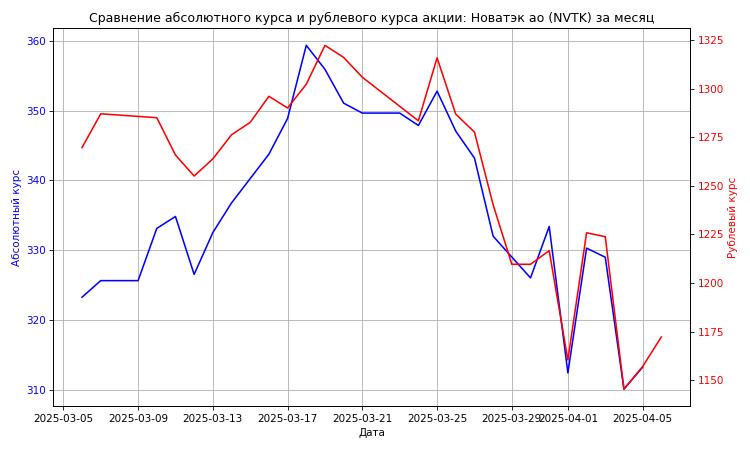 Сравнение абсолютного курса и рублевого курса акции: Новатэк ао (NVTK) за месяц
360
350
340
330
320
310
Абсолютный курс
1325
1300
1275
1250
1225
1200
1175
1150
Рублевый курс
2025-03-05 2025-03-09 2025-03-13 2025-03-17 2025-03-21 2025-03-25 2025-03-29 2025-04-01 2025-04-05
Дата